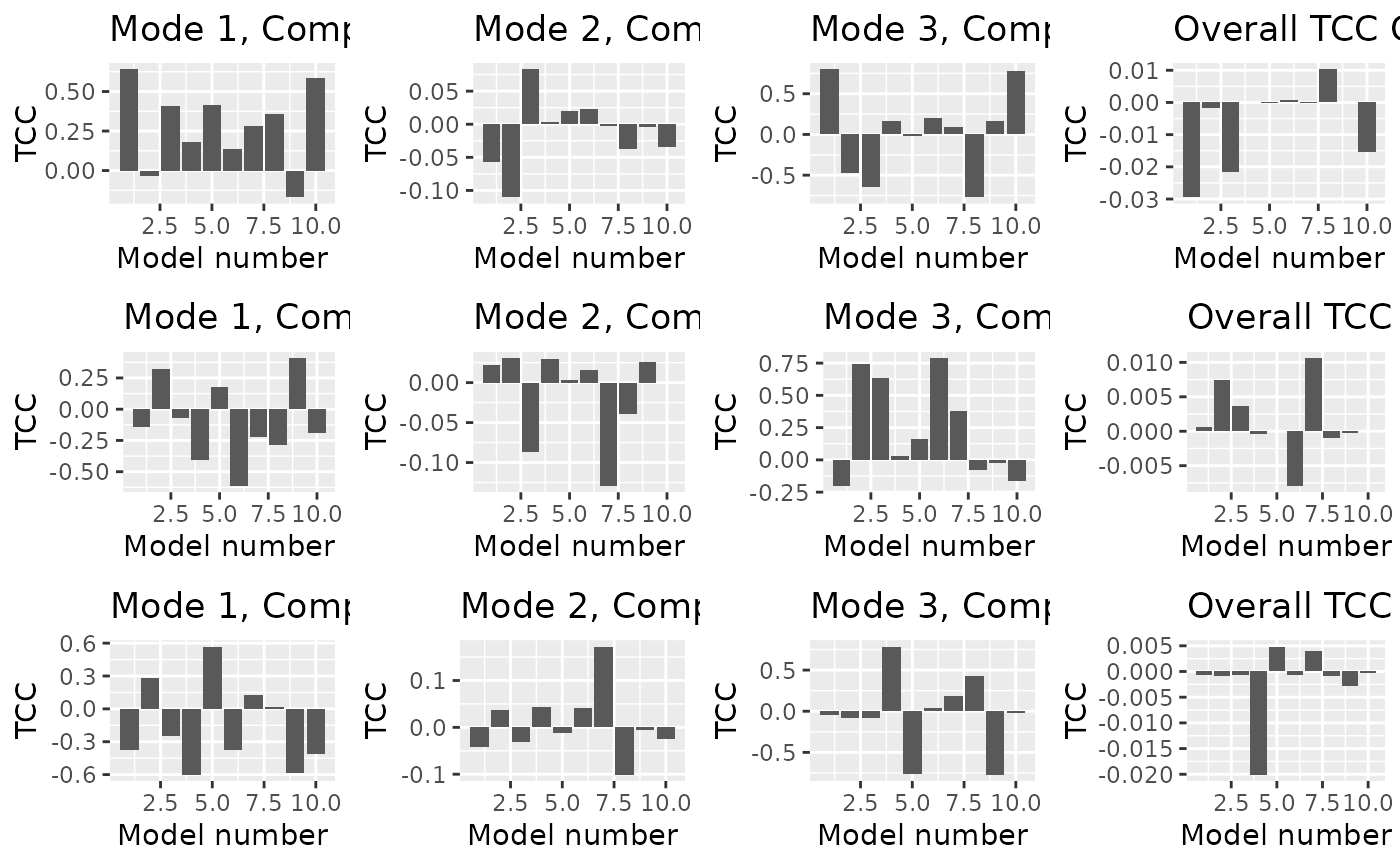 Mode 1, Comp
Mode 2, Com
Mode 3, Comp
Overall TCC C
TCC
0.50
0.25
0.00
2.5 5.0 7.5 10.0
Model number
TCC
0.05
0.00
-0.05
-0.10
2.5 5.0 7.5 10.0
Model number
TCC
0.5
0.0
-0.5
2.5 5.0 7.5 10.0
Model number
TCC
0.01
0.00
-0.01
-0.02
-0.03
2.5 5.0 7.5 10.0
Model number
Mode 1, Com
Mode 2, Com
Mode 3, Com
Overall TCC
TCC
0.25
0.00
-0.25
-0.50
2.5 5.0 7.5 10.0
Model number
TCC
0.00
-0.05
-0.10
2.5 5.0 7.5 10.0
Model number
TCC
0.75
0.50
0.25
0.00
-0.25
2.5 5.0 7.5 10.0
Model number
TCC
0.010
0.005
0.000
-0.005
2.5 5.0 7.5 10.0
Model number
Mode 1, Comp
Mode 2, Comp
Mode 3, Comp
Overall TCC
TCC
0.6
0.3
0.0
-0.3
-0.6
2.5 5.0 7.5 10.0
Model number
TCC
0.1
0.0
-0.1
2.5 5.0 7.5 10.0
Model number
TCC
0.5
0.0
-0.5
2.5 5.0 7.5 10.0
Model number
TCC
0.005
0.000
-0.005
-0.010
-0.015
-0.020
2.5 5.0 7.5 10.0
Model number